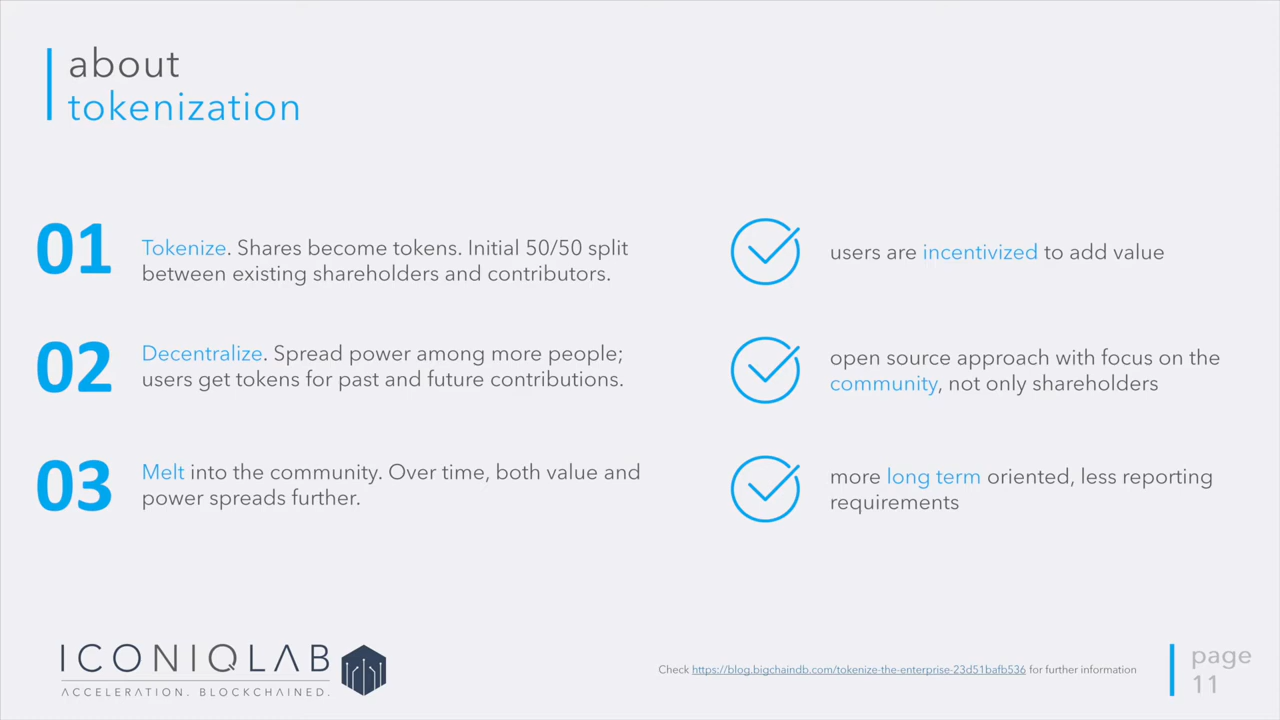 about
tokenization
01
Tokenize. Shares become tokens. Initial 50/50 split
between existing shareholders and contributors.
users are incentivized to add value
02
Decentralize. Spread power among more people;
users get tokens for past and future contributions.
open source approach with focus on the
community, not only shareholders
03
Melt into the community. Over time, both value and
power spreads further.
more long term oriented, less reporting
requirements
ICONIQLAB
ACCELERATION. BLOCKCHAINED.
Check https://blog.bigchaindb.com/tokenize-the-enterprise-23d51bafb536 for further information
page
11